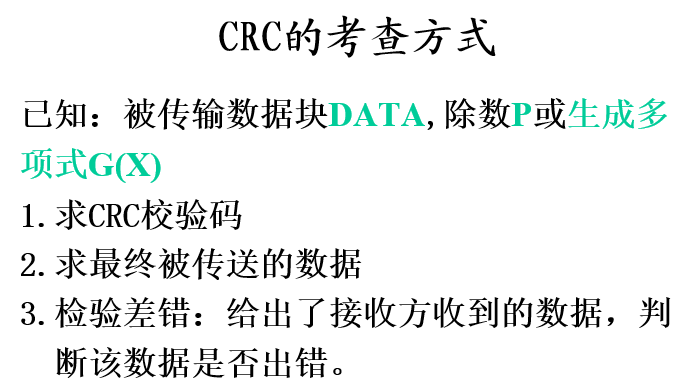 CRC的考查方式
已知：被传输数据块DATA,除数P或生成多
项式G(X)
1.求CRC校验码
2.求最终被传送的数据
3.检验差错：给出了接收方收到的数据，判
断该数据是否出错。